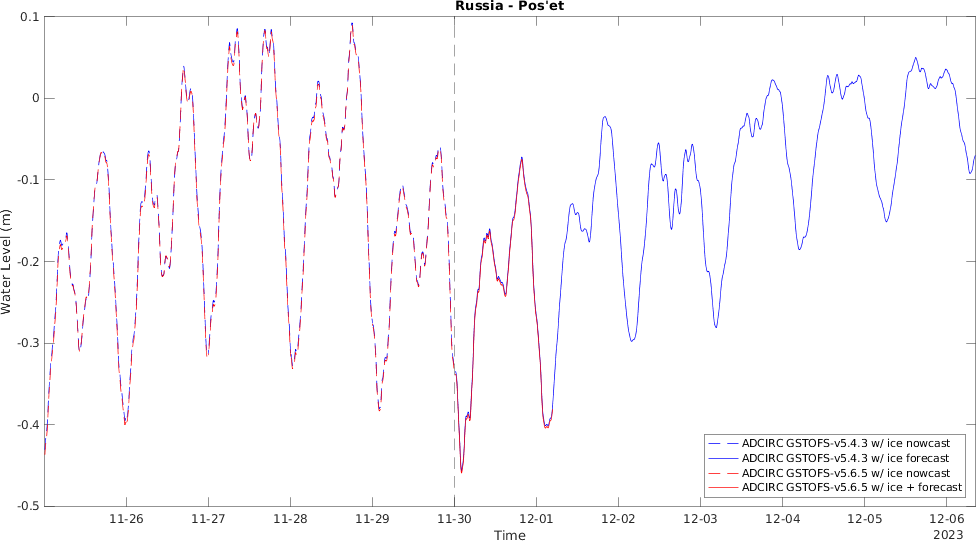 Russia - Pos'et
Water Level (m)
0.1
0
-0.1
-0.2
-0.3
-0.4
-0.5
11-26
11-27
11-28
11-29
11-30
12-01
12-02
12-03
12-04
12-05
12-06
2023
Time
ADCIRC GSTOFS-v5.4.3 w/ ice nowcast
ADCIRC GSTOFS-v5.4.3 w/ ice forecast
ADCIRC GSTOFS-v5.6.5 w/ ice nowcast
ADCIRC GSTOFS-v5.6.5 w/ ice + forecast